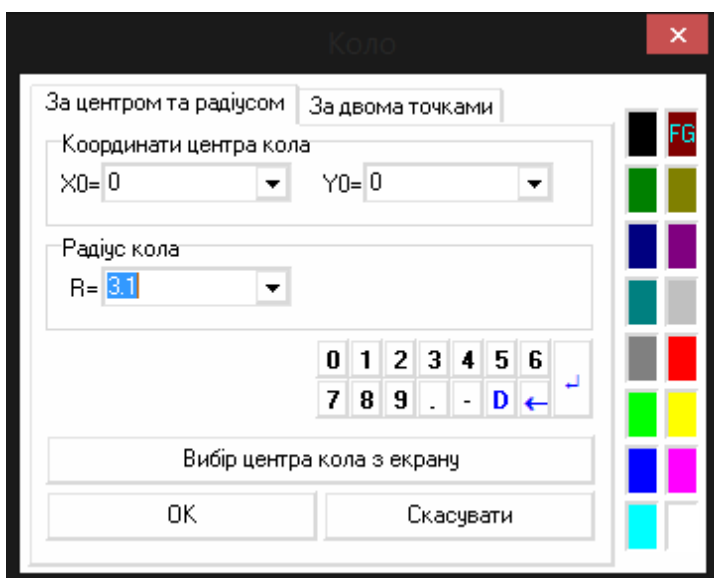 Коло
За центром та радіусом За двома точками
FG
Координати центра кола
X0= 0 Y0= 0
Радіус кола
R= 3.1
0 1 2 3 4 5 6
7 8 9 . - D ←
Вибір центра кола з екрану
OK Скасувати